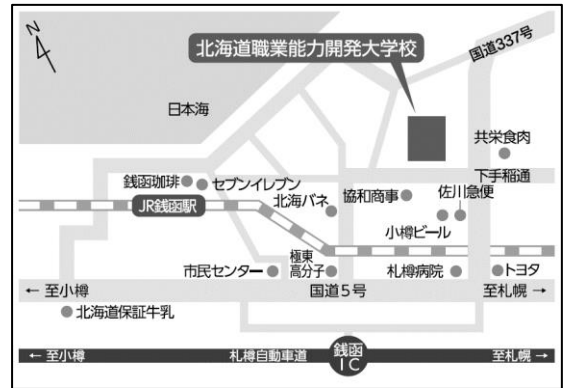 N
北海道職業能力開発大学校
国道337号
日本海
共栄食肉
下手稲通
銭函珈琲
セブンイレブン
北海バネ
協和商事
佐川急便
JR銭函駅
小樽ビール
市民センター
極東
高分子
札樽病院
トヨタ
← 至小樽
国道5号
至札幌 →
北海道保証牛乳
← 至小樽
札樽自動車道
銭函
IC
至札幌 →